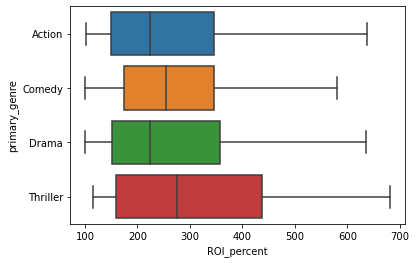 Action
Comedy
Drama
Thriller
primary_genre
100 200 300 400 500 600 700
ROI_percent